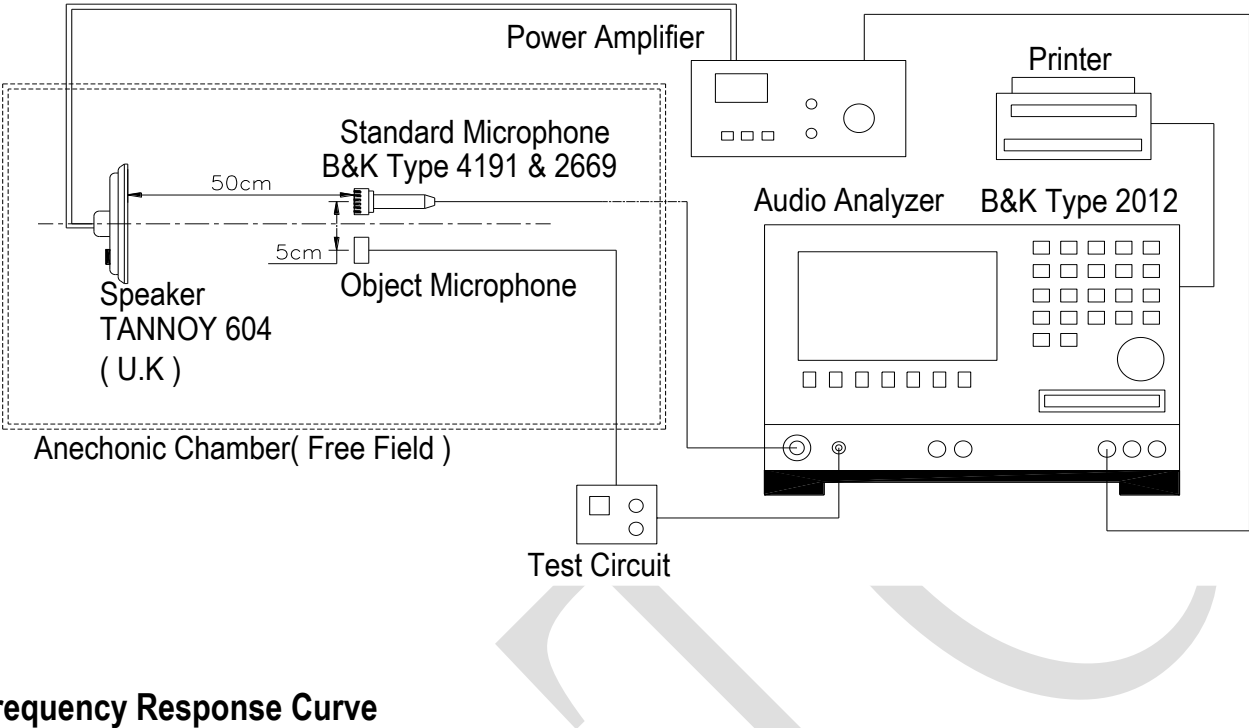 Power Amplifier
Printer
Standard Microphone
B&K Type 4191 & 2669
50cm
Audio Analyzer
B&K Type 2012
5cm
Object Microphone
Speaker
TANNOY 604
( U.K )
Anechonic Chamber( Free Field )
Test Circuit
requency Response Curve